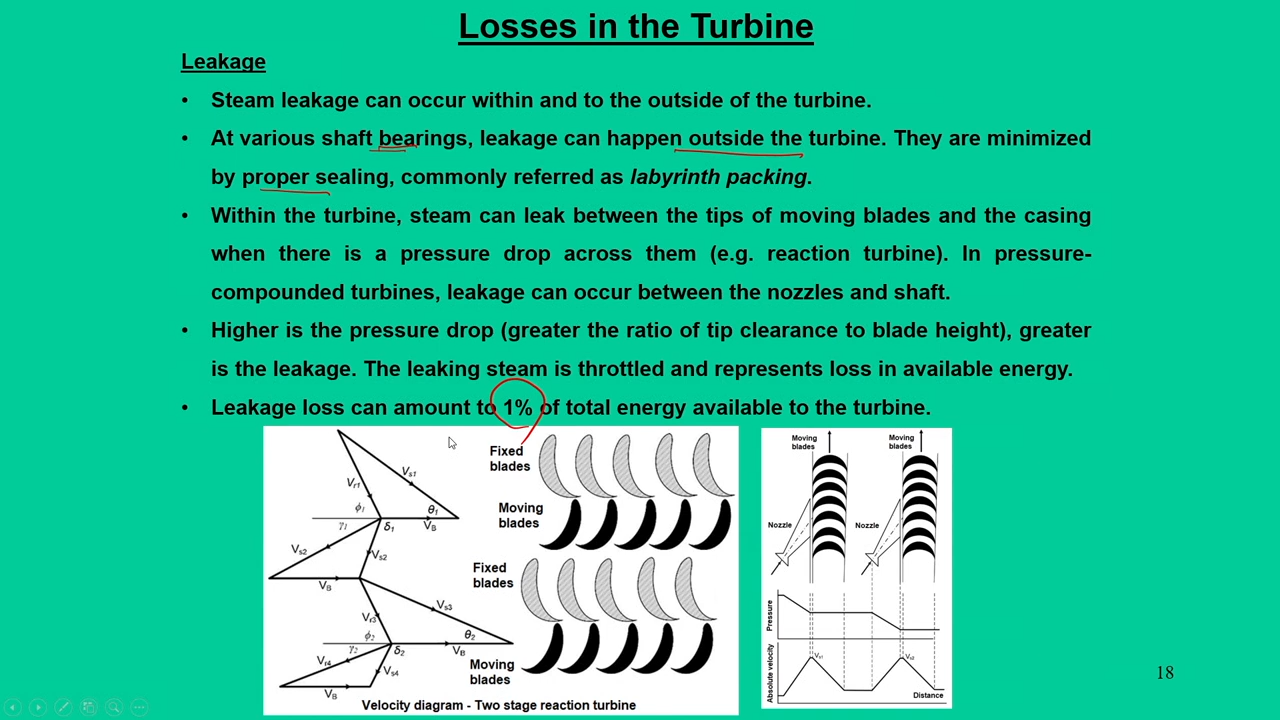 Losses in the Turbine
Leakage
• Steam leakage can occur within and to the outside of the turbine.
• At various shaft bearings, leakage can happen outside the turbine. They are minimized
by proper sealing, commonly referred as labyrinth packing.
• Within the turbine, steam can leak between the tips of moving blades and the casing
when there is a pressure drop across them (e.g. reaction turbine). In pressure-
compounded turbines, leakage can occur between the nozzles and shaft.
• Higher is the pressure drop (greater the ratio of tip clearance to blade height), greater
is the leakage. The leaking steam is throttled and represents loss in available energy.
• Leakage loss can amount to 1% of total energy available to the turbine.
Vs1
Vr1
ϕ1
θ1
γ1
δ1
VB
Vs2
Vs2
VB
Vs3
Vr3
ϕ2
θ2
γ2
δ2
VB
Vr4
Vs4
VB
Fixed
blades
Moving
blades
Fixed
blades
Moving
blades
Velocity diagram - Two stage reaction turbine
Moving
blades
Moving
blades
Nozzle
Nozzle
Pressure
Absolute velocity
Vs1
Vs2
Distance
18